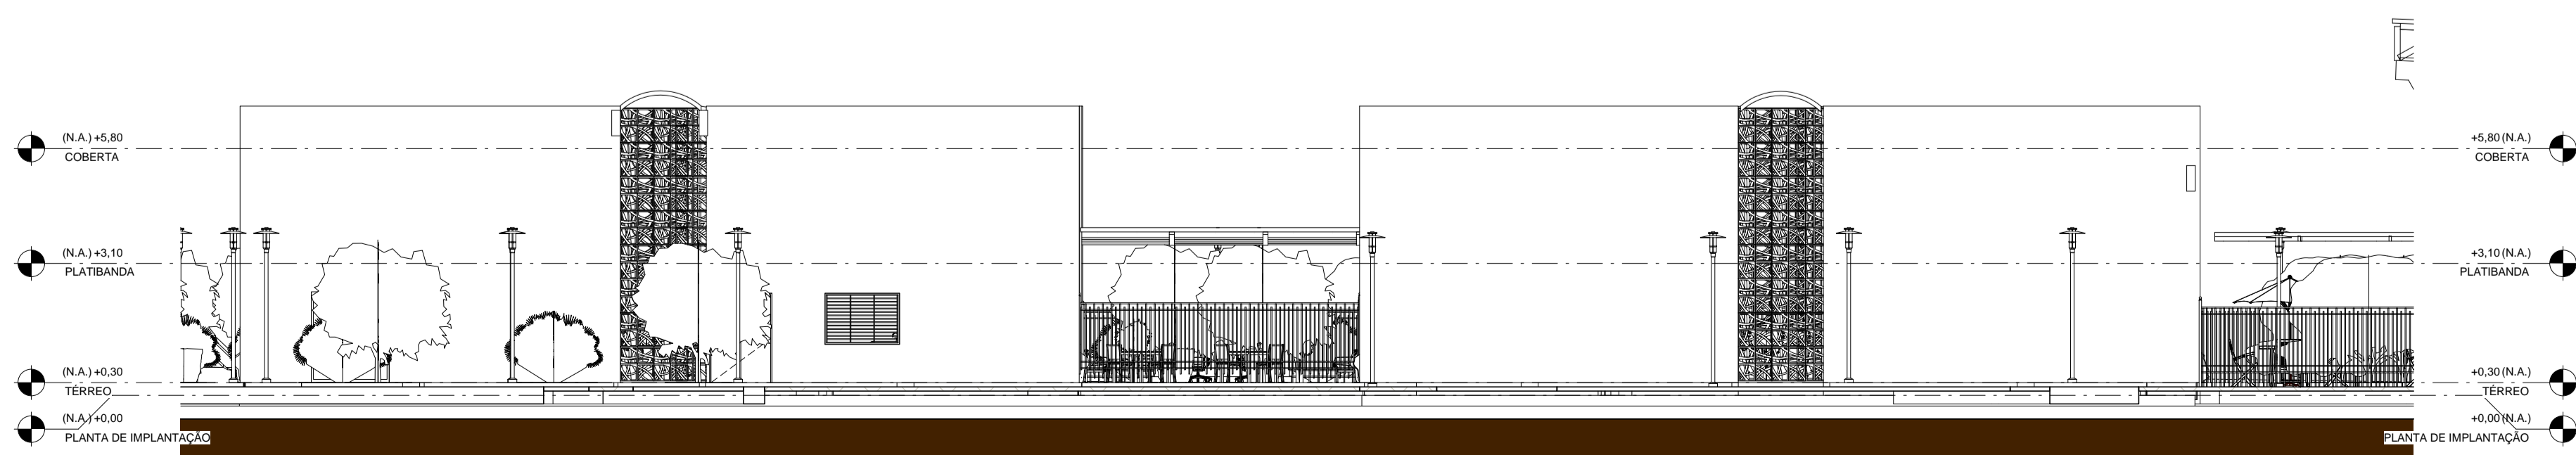 (N.A.) +5,80
COBERTA
(N.A.) +3,10
PLATIBANDA
(N.A.) +0,30
TÉRREO
(N.A.) +0,00
PLANTA DE IMPLANTAÇÃO
+5,80 (N.A.)
COBERTA
+3,10 (N.A.)
PLATIBANDA
+0,30 (N.A.)
TÉRREO
+0,00 (N.A.)
PLANTA DE IMPLANTAÇÃO